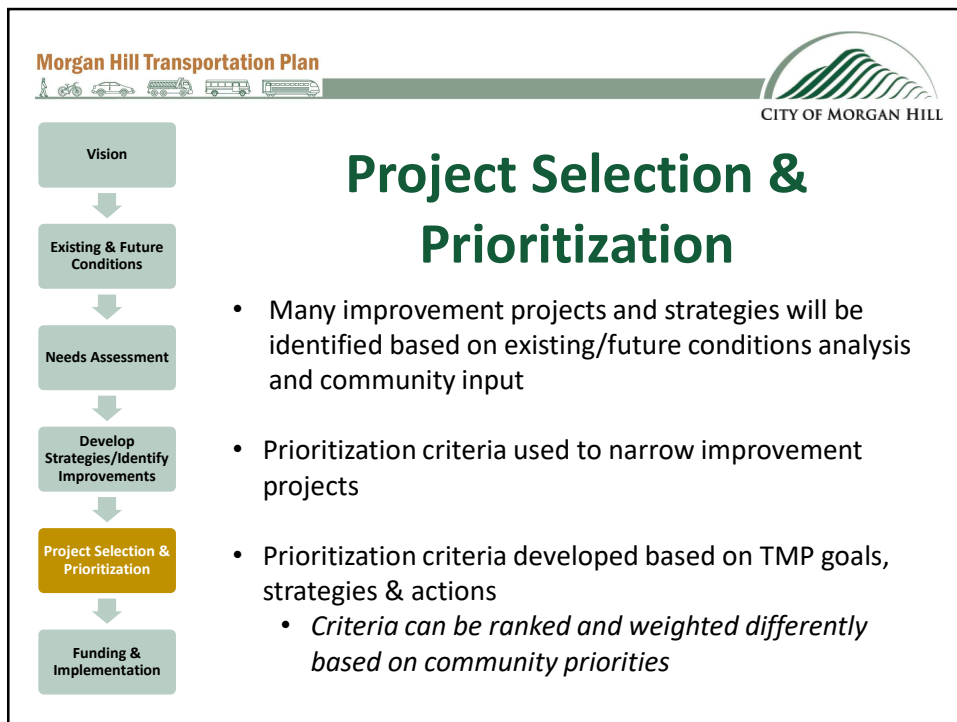 Morgan Hill Transportation Plan
CITY OF MORGAN HILL
Vision
Existing & Future
Conditions
Needs Assessment
Develop
Strategies/Identify
Improvements
Project Selection &
Prioritization
Funding &
Implementation
Project Selection &
Prioritization
• Many improvement projects and strategies will be
identified based on existing/future conditions analysis
and community input
• Prioritization criteria used to narrow improvement
projects
• Prioritization criteria developed based on TMP goals,
strategies & actions
• Criteria can be ranked and weighted differently
based on community priorities